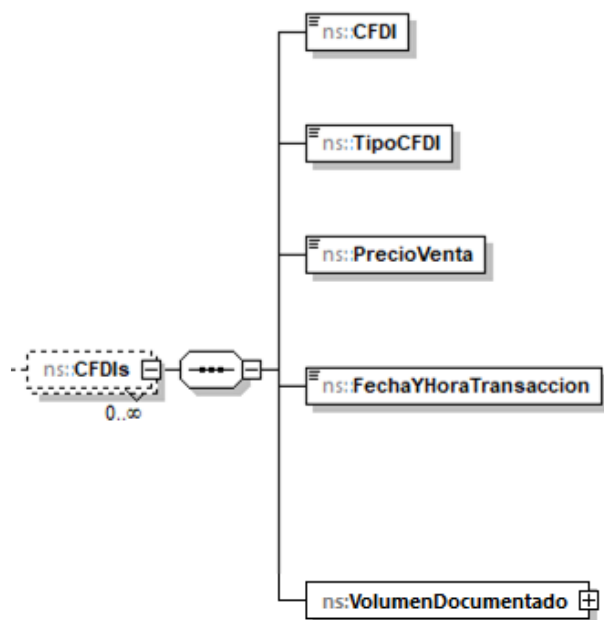 ns::CFDI
ns::TipoCFDI
ns::PrecioVenta
ns::CFDIs
0..∞
ns::FechaYHoraTransaccion
ns:VolumenDocumentado